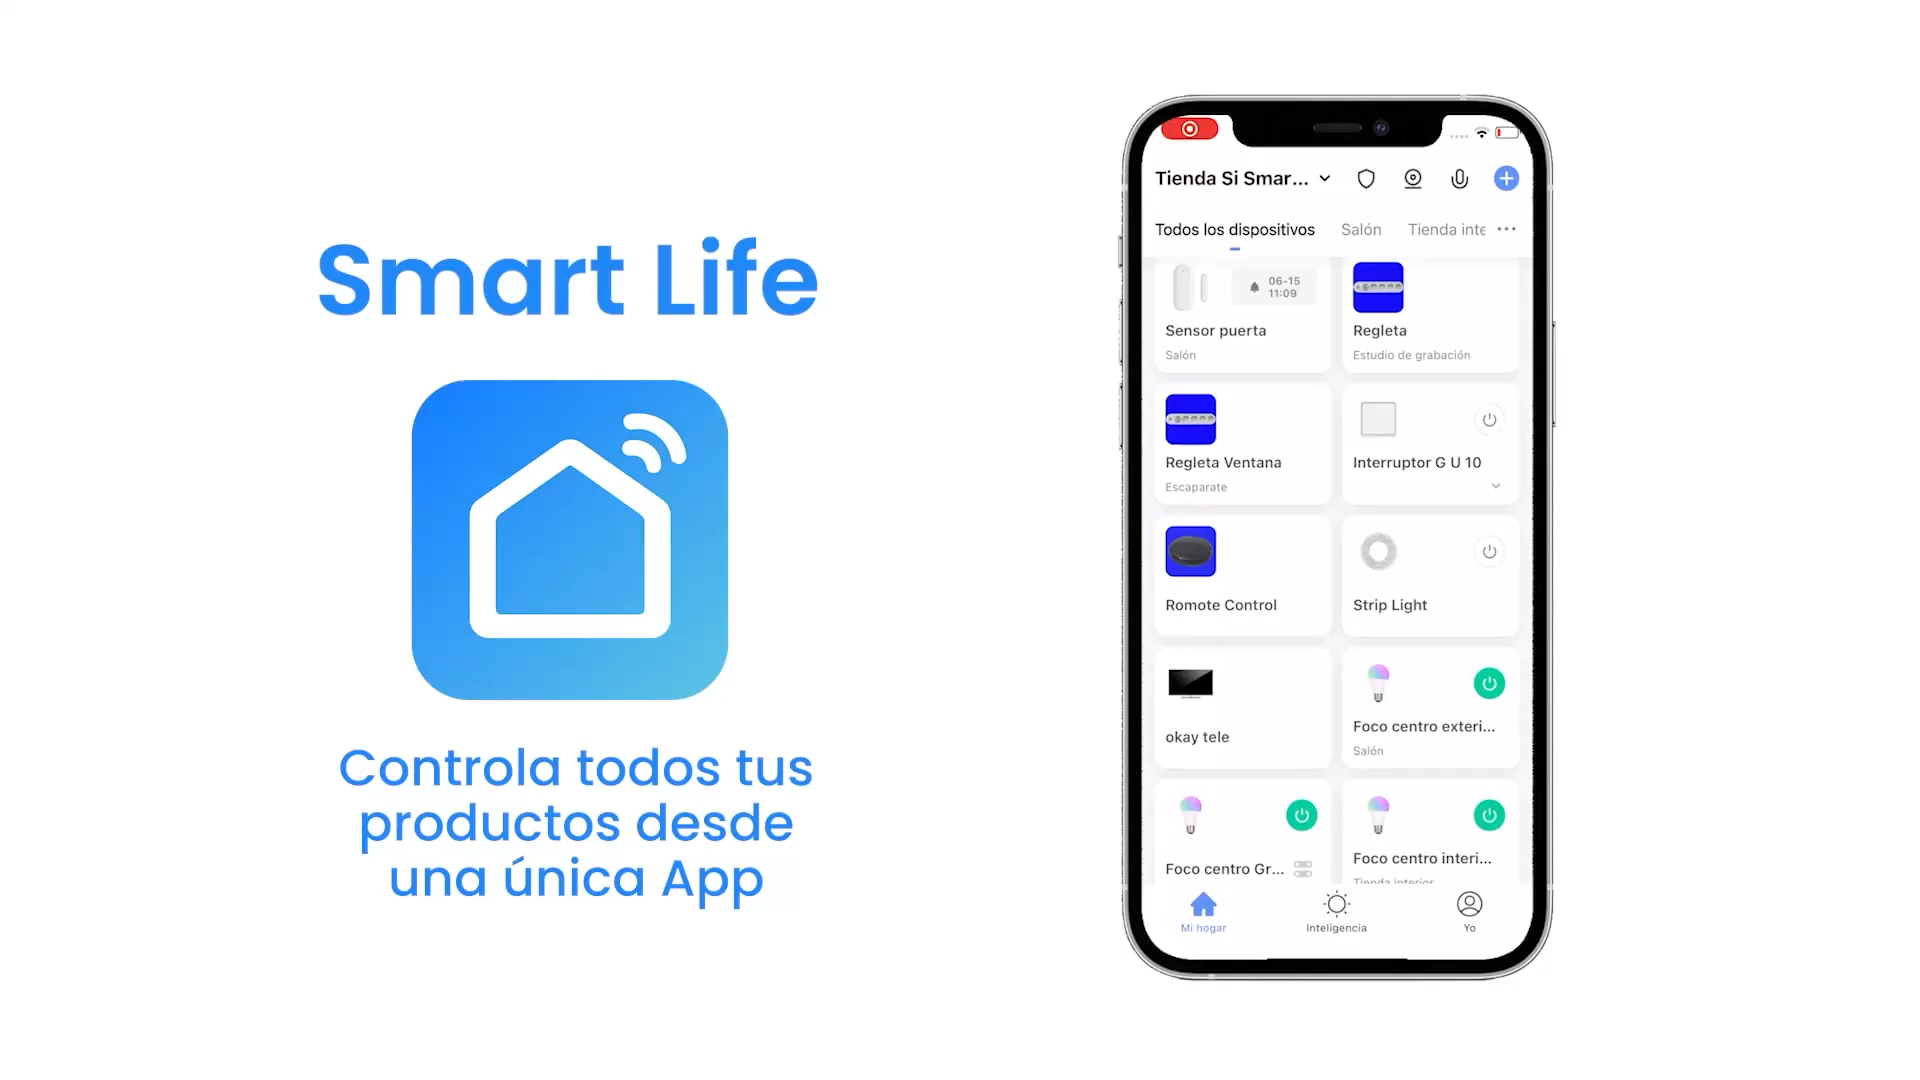 Smart Life
Controla todos tus
productos desde
una única App
Tienda Si Smar...
Todos los dispositivos
Salón
Tienda inte
06-15
11:09
Sensor puerta
Salón
Regleta
Estudio de grabación
Regleta Ventana
Escaparate
Interruptor G U 10
Romote Control
Strip Light
okay tele
Foco centro exteri...
Salón
Foco centro Gr...
Foco centro interi...
Tienda interior
Mi hogar
Inteligencia
Yo